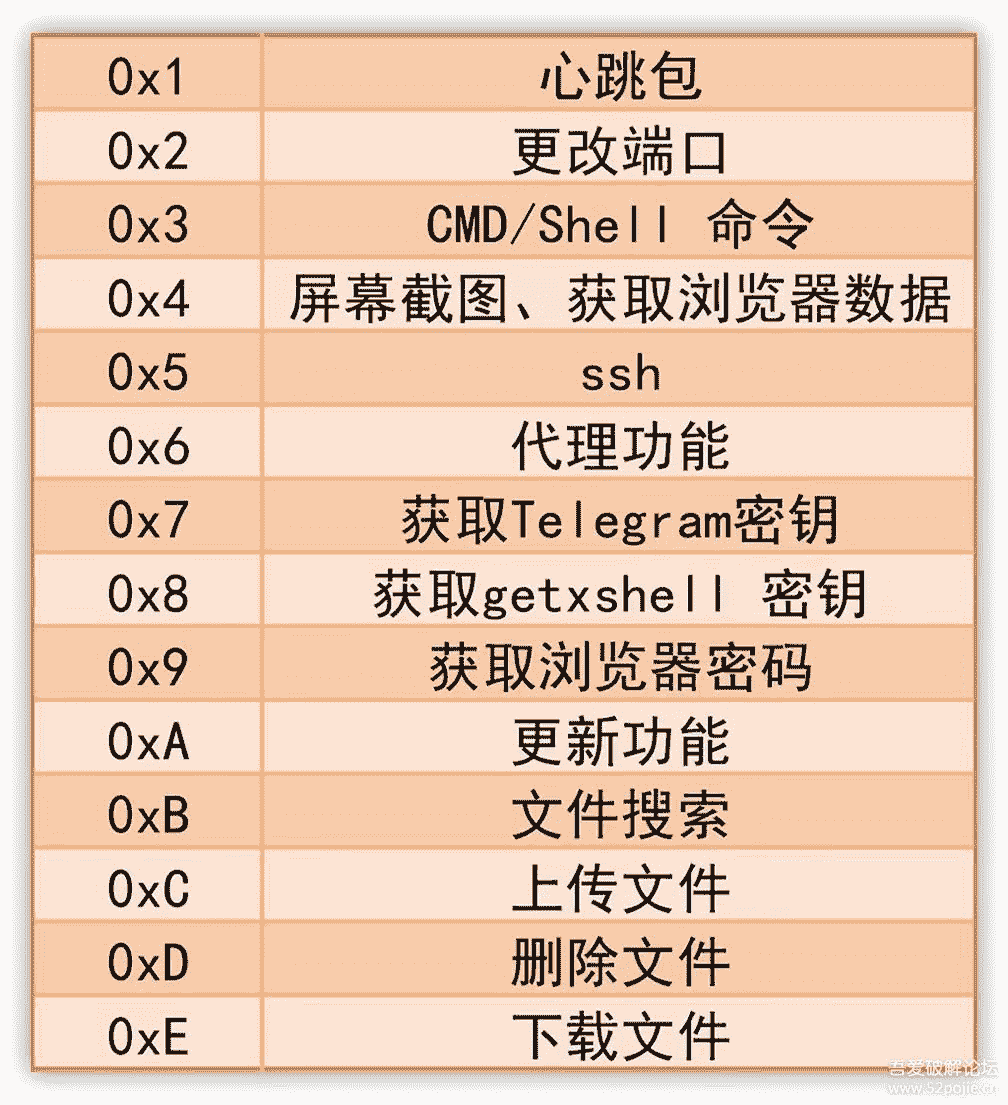 0x1 心跳包
0x2 更改端口
0x3 CMD/Shell 命令
0x4 屏幕截图、获取浏览器数据
0x5 ssh
0x6 代理功能
0x7 获取Telegram密钥
0x8 获取getxshell 密钥
0x9 获取浏览器密码
0xA 更新功能
0xB 文件搜索
0xC 上传文件
0xD 删除文件
0xE 下载文件
吾爱破解论坛
www.52pojie.cn